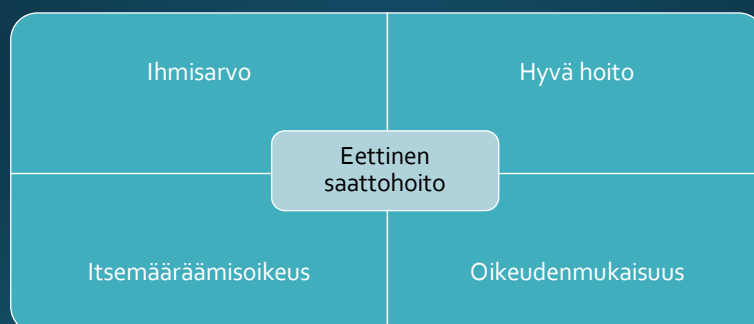 Ihmisarvo
Hyvä hoito
Eettinen
saattohoito
Itsemääräämisoikeus
Oikeudenmukaisuus